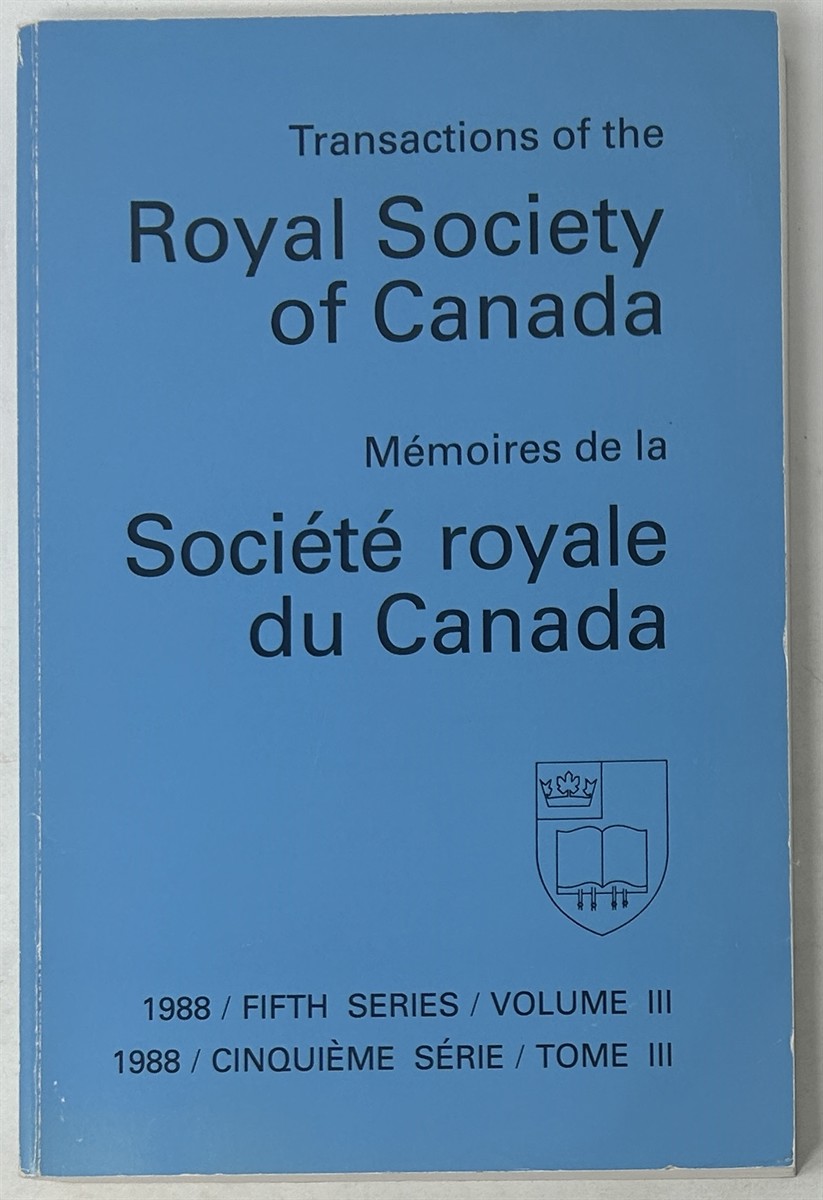 Transactions of the
Royal Society
of Canada
Mémoires de la
Société royale
du Canada
1988 / FIFTH SERIES / VOLUME III
1988 / CINQUIÈME SÉRIE / TOME III